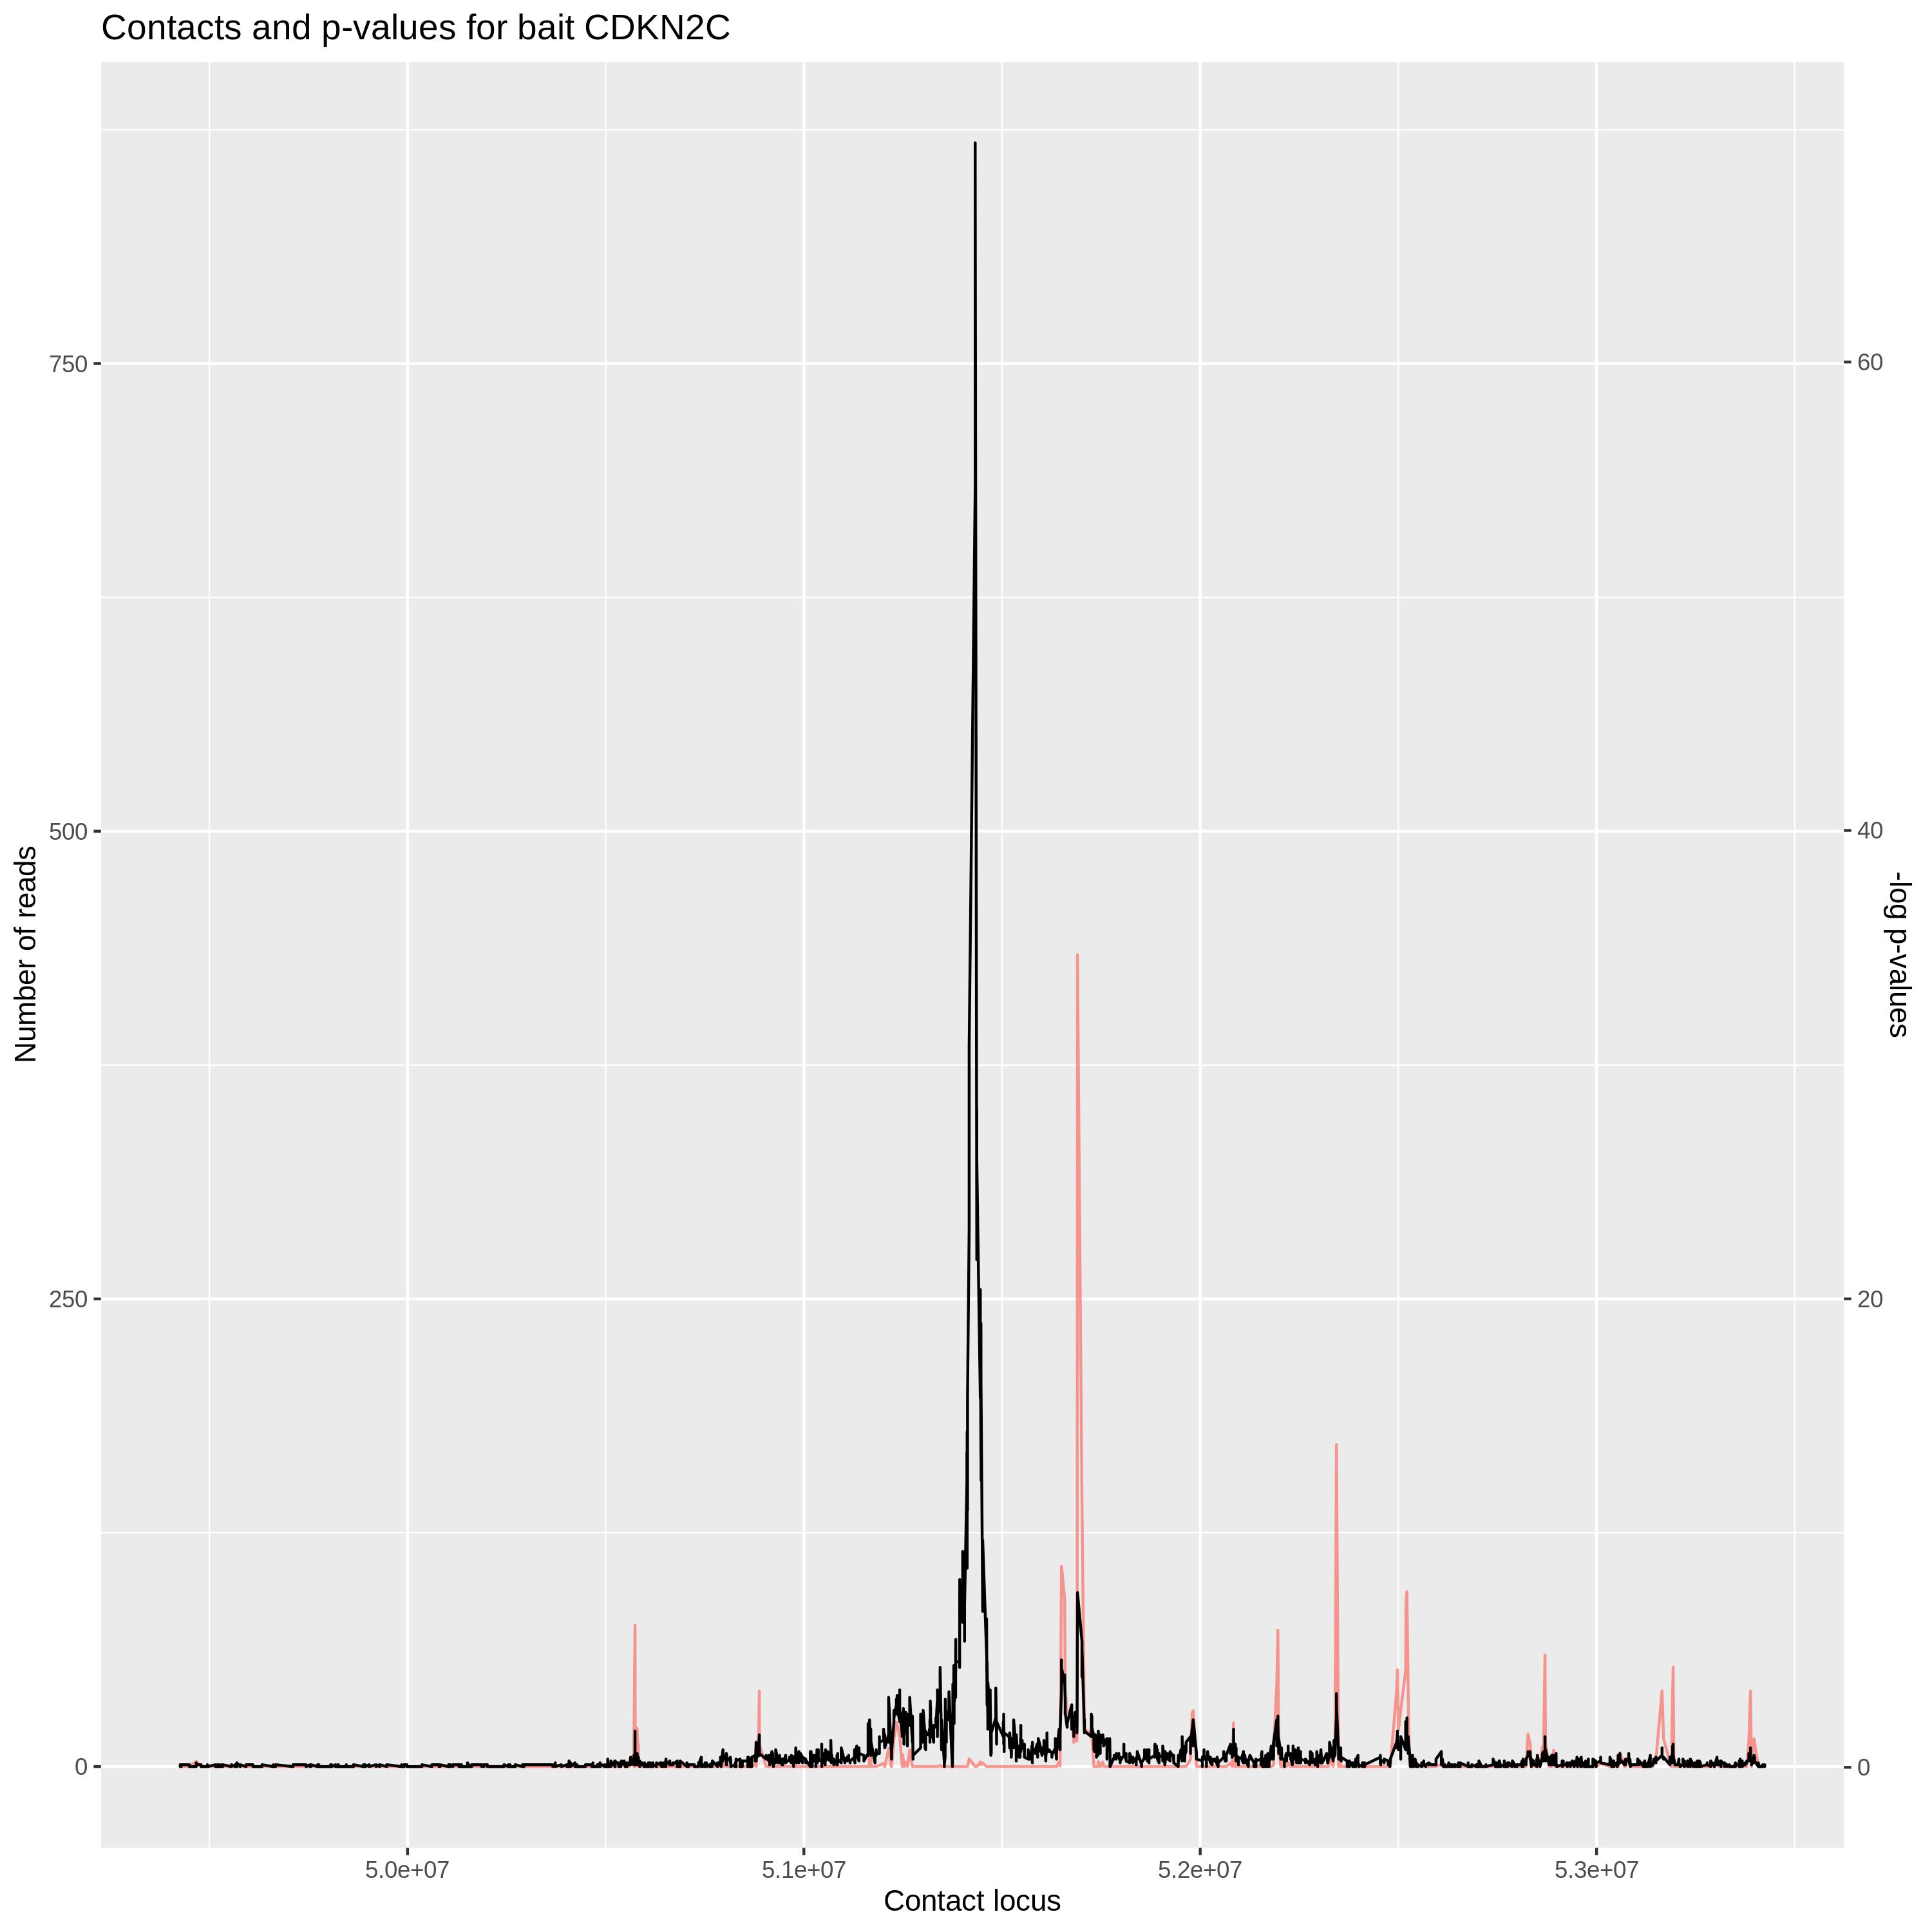 Contacts and p-values for bait CDKN2C
750
500
250
0
Number of reads
60
40
20
0
-log p-values
5.0e+07
5.1e+07
5.2e+07
5.3e+07
Contact locus